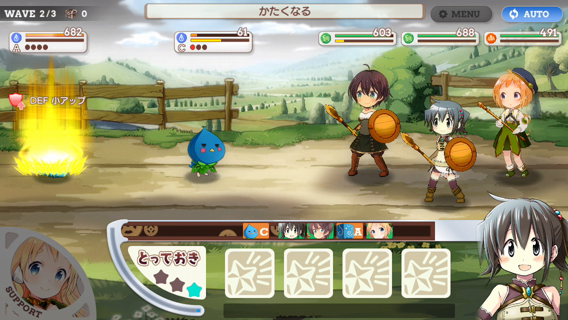 WAVE 2/3
0
かたくなる
MENU
AUTO
682
A
61
C
603
688
491
DEF 小アップ
C
A
とっておき
SUPPORT